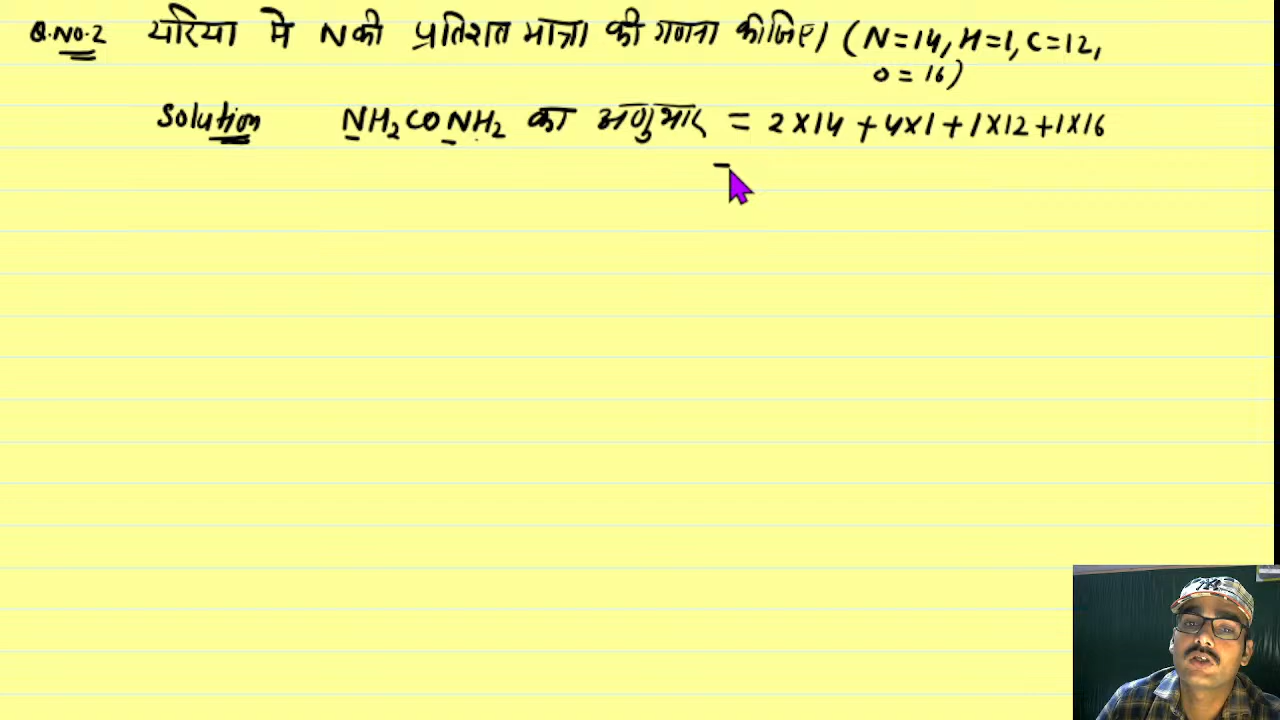 Q.NO.2 यूरिया में N की प्रतिशत मात्रा की गणना कीजिए। (N=14, H=1, C=12,
O=16)
Solution NH₂CONH₂ का अणुभार = 2×14+4×1+1×12+1×16